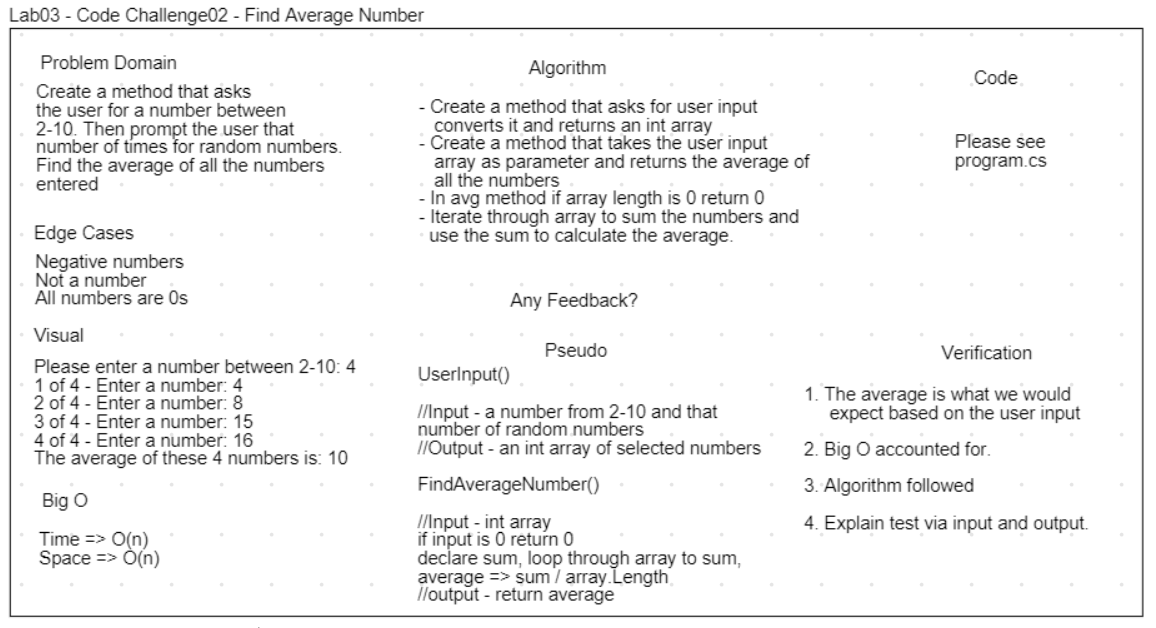 Lab03 - Code Challenge02 - Find Average Number
Problem Domain
Create a method that asks
the user for a number between
2-10. Then prompt the user that
number of times for random numbers.
Find the average of all the numbers
entered
Edge Cases
Negative numbers
Not a number
All numbers are 0s
Visual
Please enter a number between 2-10: 4
1 of 4 - Enter a number: 4
2 of 4 - Enter a number: 8
3 of 4 - Enter a number: 15
4 of 4 - Enter a number: 16
The average of these 4 numbers is: 10
Big O
Time => O(n)
Space => O(n)
Algorithm
- Create a method that asks for user input
converts it and returns an int array
- Create a method that takes the user input
array as parameter and returns the average of
all the numbers
- In avg method if array length is 0 return 0
- Iterate through array to sum the numbers and
use the sum to calculate the average.
Any Feedback?
Pseudo
UserInput()
//Input - a number from 2-10 and that
number of random numbers
//Output - an int array of selected numbers
FindAverageNumber()
//Input - int array
if input is 0 return 0
declare sum, loop through array to sum,
average => sum / array.Length
//output - return average
Code
Please see
program.cs
Verification
1. The average is what we would
expect based on the user input
2. Big O accounted for.
3. Algorithm followed
4. Explain test via input and output.